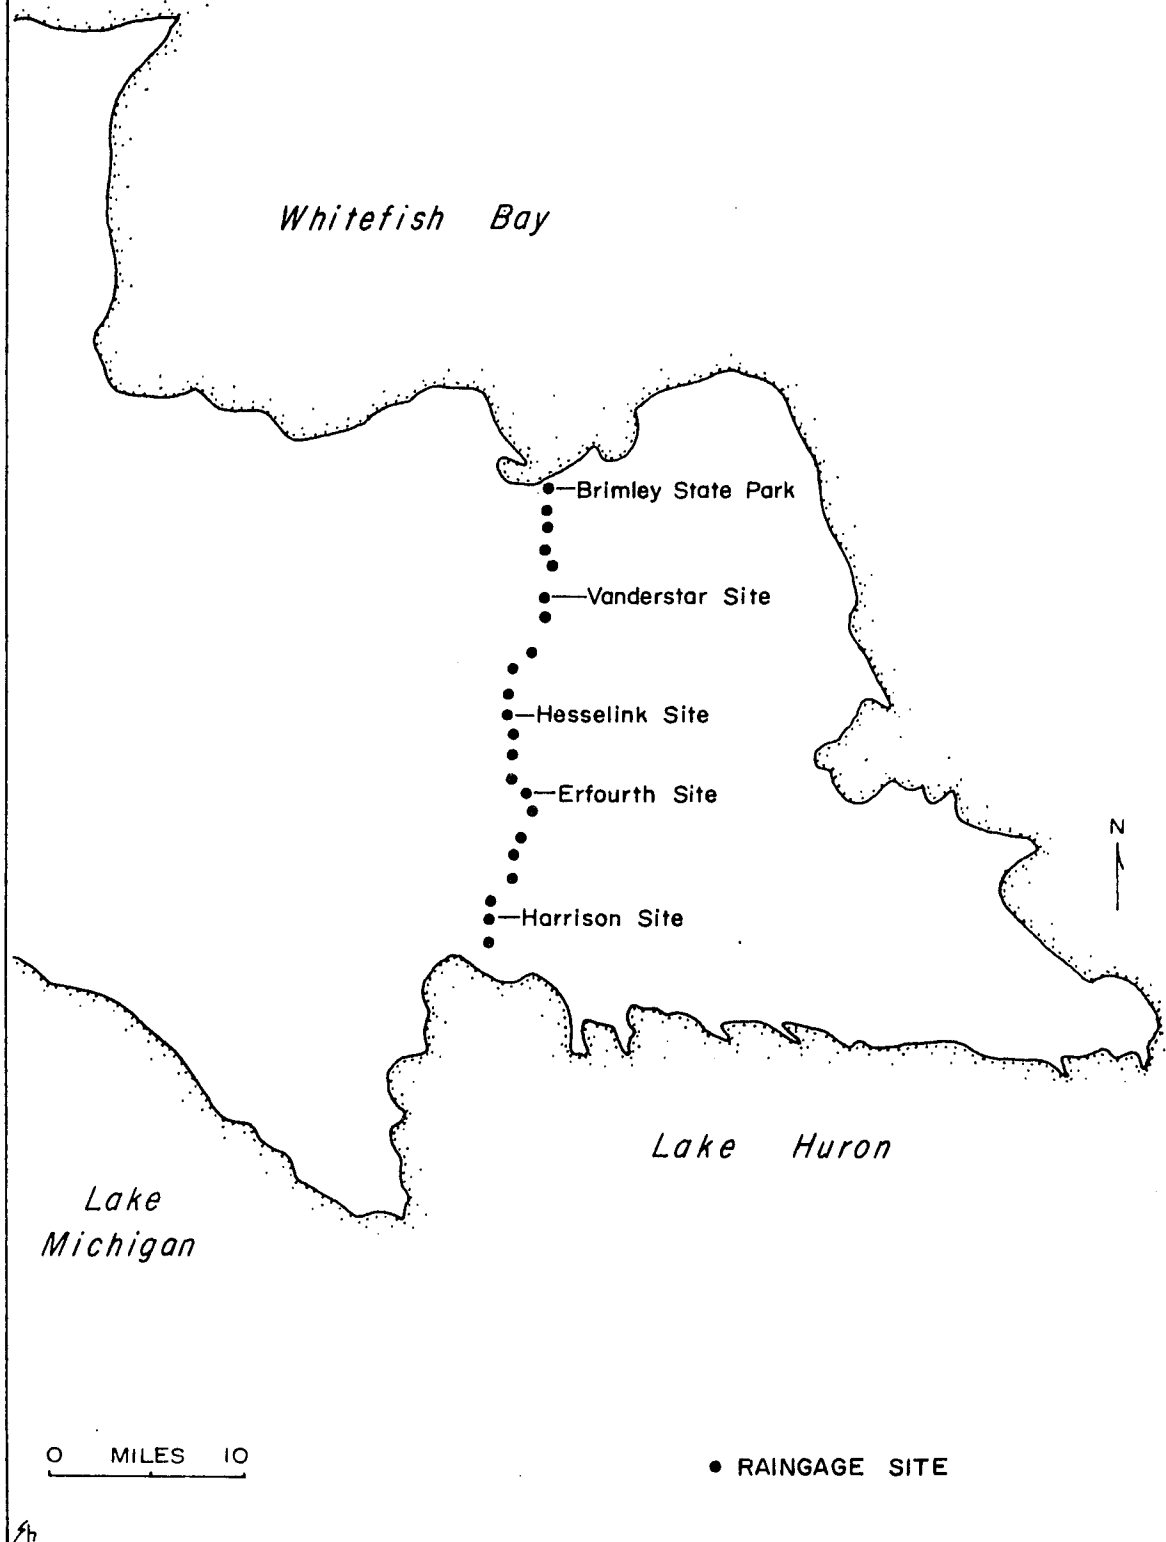 Whitefish Bay
Brimley State Park
Vanderstar Site
Hesselink Site
Erfourth Site
N
Harrison Site
Lake Huron
Lake
Michigan
0 MILES 10
RAINGAGE SITE